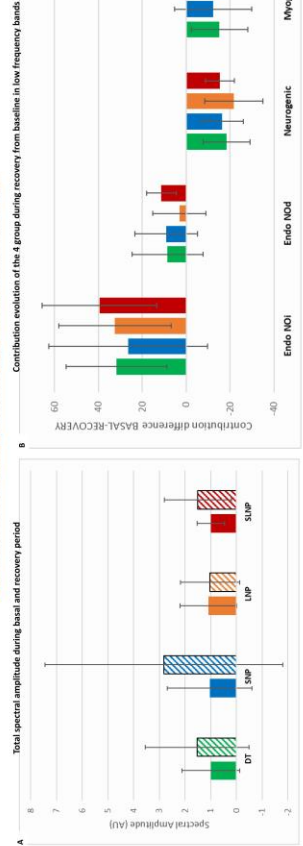 A
Total spectral amplitude during basal and recovery period
Spectral Amplitude (AU)
8
7
6
5
4
3
2
1
0
-1
-2
DT
SNP
LNP
SLNP
B
Contribution evolution of the 4 group during recovery from baseline in low frequency bands
Contribution difference BASAL-RECOVERY
60
40
20
0
-20
-40
Endo NOi
Endo NOd
Neurogenic